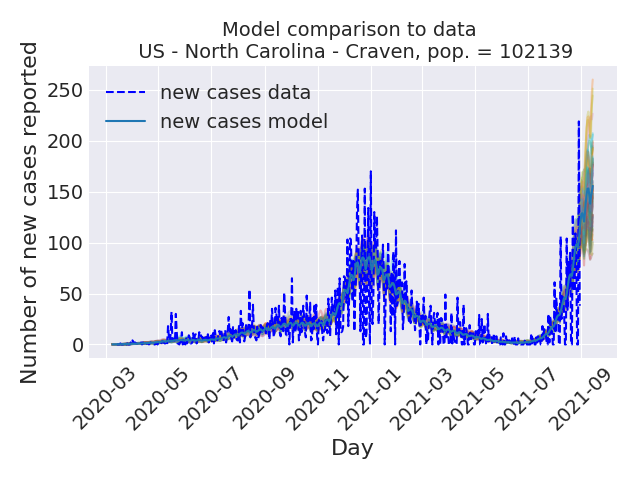 Model comparison to data
US - North Carolina - Craven, pop. = 102139
new cases data
new cases model
Number of new cases reported
250
200
150
100
50
0
2020-03
2020-05
2020-07
2020-09
2020-11
2021-01
2021-03
2021-05
2021-07
2021-09
Day